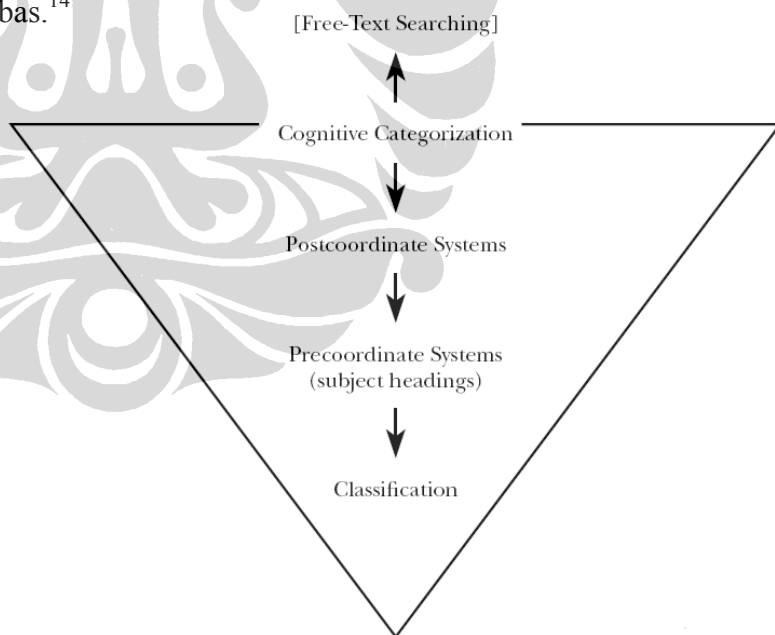 bas.14
[Free-Text Searching]
Cognitive Categorization
Postcoordinate Systems
Precoordinate Systems
(subject headings)
Classification